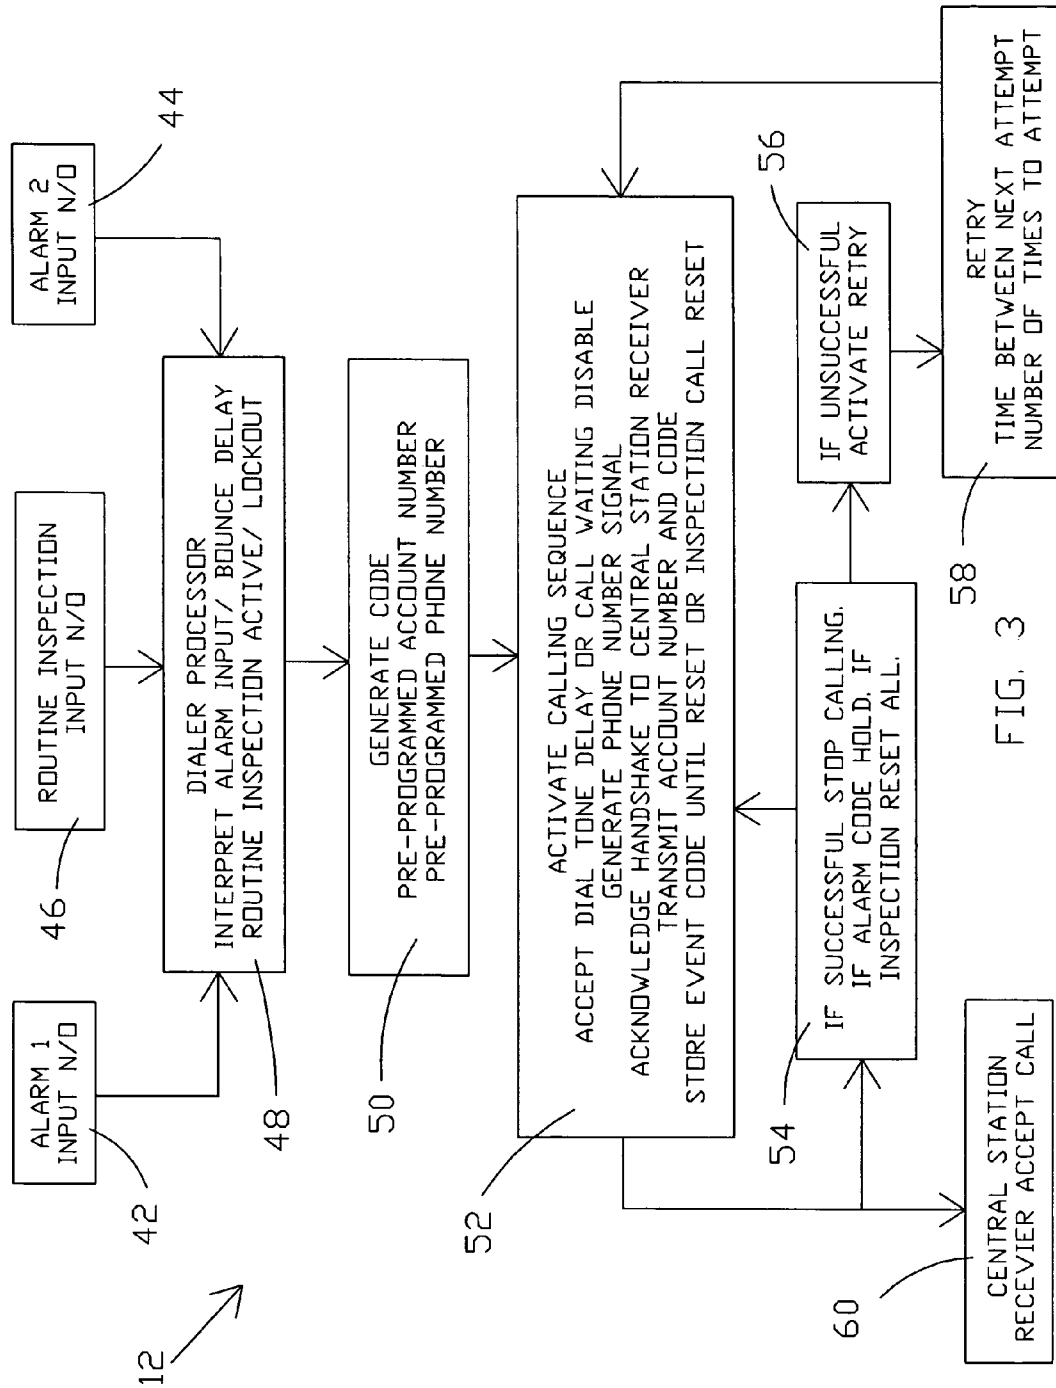 12
ALARM 1
INPUT N/O
42
ROUTINE INSPECTION
INPUT N/O
46
ALARM 2
INPUT N/O
44
DIALER PROCESSOR
INTERPRET ALARM INPUT/ BOUNCE DELAY
ROUTINE INSPECTION ACTIVE/ LOCKOUT
48
GENERATE CODE
PRE-PROGRAMMED ACCOUNT NUMBER
PRE-PROGRAMMED PHONE NUMBER
50
ACTIVATE CALLING SEQUENCE
ACCEPT DIAL TONE DELAY OR CALL WAITING DISABLE
GENERATE PHONE NUMBER SIGNAL
ACKNOWLEDGE HANDSHAKE TO CENTRAL STATION RECEIVER
TRANSMIT ACCOUNT NUMBER AND CODE
STORE EVENT CODE UNTIL RESET OR INSPECTION CALL RESET
52
54
IF SUCCESSFUL STOP CALLING.
IF ALARM CODE HOLD. IF
INSPECTION RESET ALL.
IF UNSUCCESSFUL
ACTIVATE RETRY
56
60
CENTRAL STATION
RECEVIER ACCEPT CALL
58
RETRY
TIME BETWEEN NEXT ATTEMPT
NUMBER OF TIMES TO ATTEMPT
FIG. 3